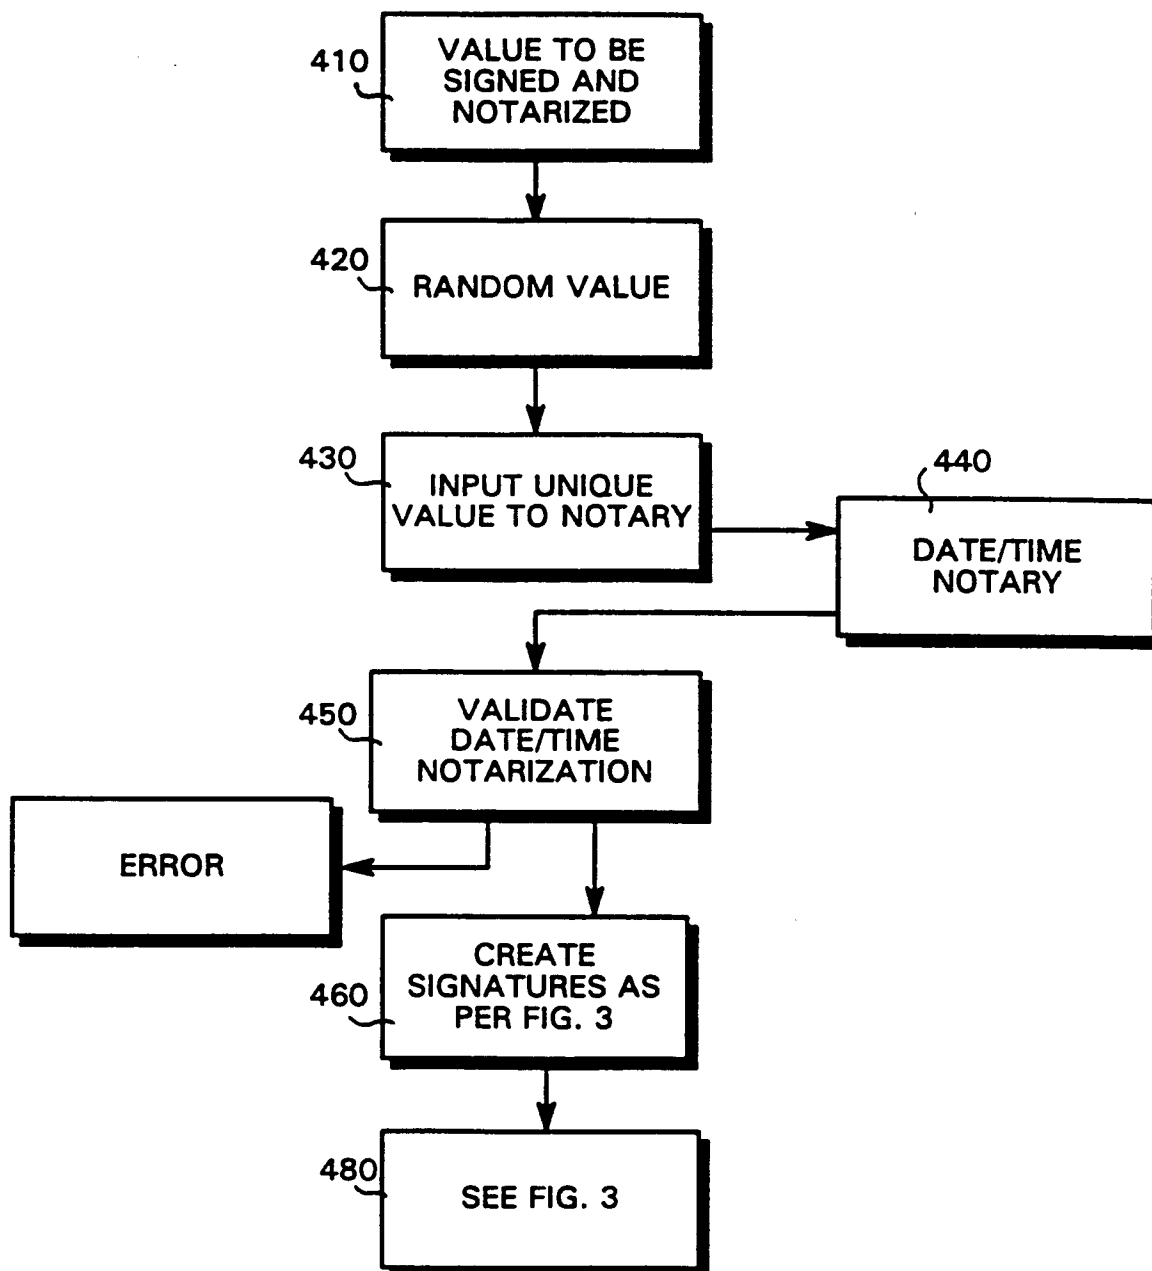 410
VALUE TO BE
SIGNED AND
NOTARIZED
420
RANDOM VALUE
430
INPUT UNIQUE
VALUE TO NOTARY
440
DATE/TIME
NOTARY
450
VALIDATE
DATE/TIME
NOTARIZATION
ERROR
460
CREATE
SIGNATURES AS
PER FIG. 3
480
SEE FIG. 3